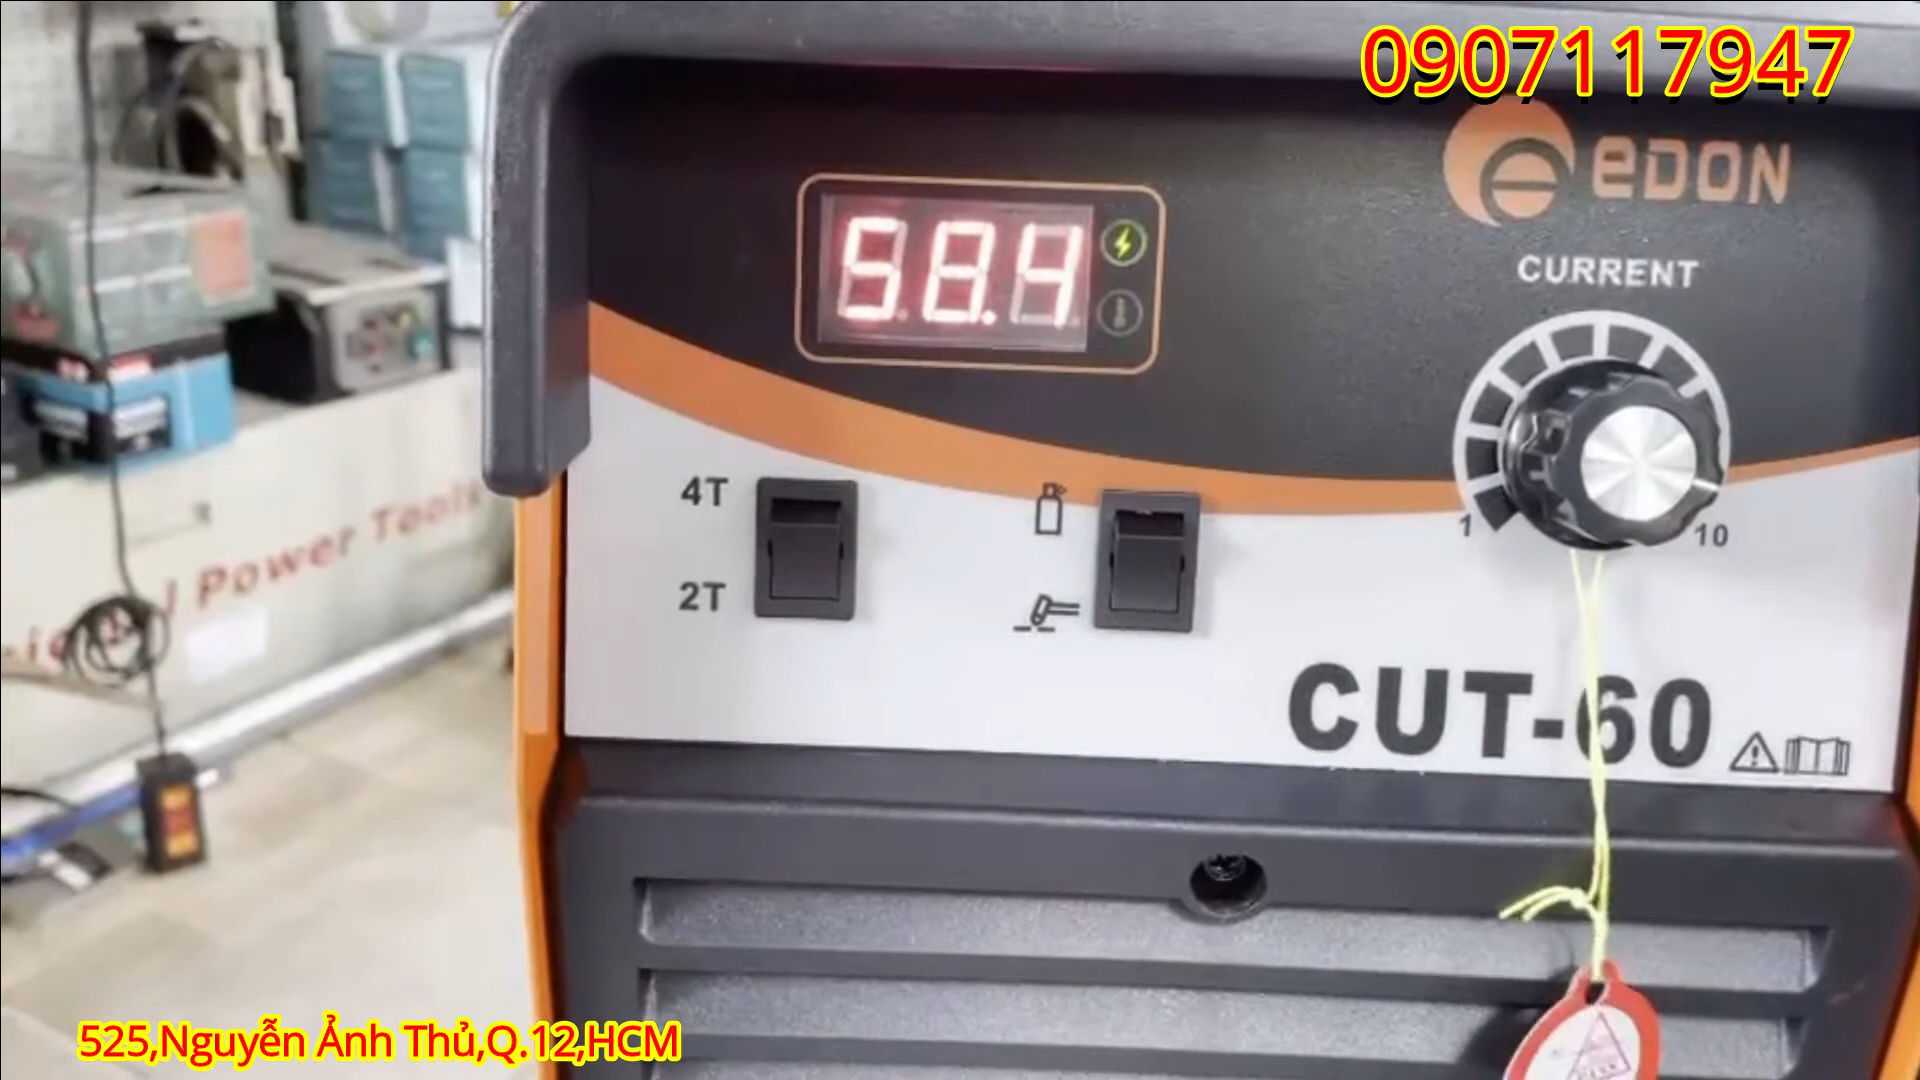 0907117947
eDON
58.4
CURRENT
1
10
4T
2T
CUT-60
Power Tools
525,Nguyễn Ảnh Thủ,Q.12,HCM